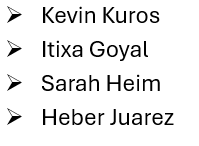 ➢ Kevin Kuros
➢ Itixa Goyal
➢ Sarah Heim
➢ Heber Juarez